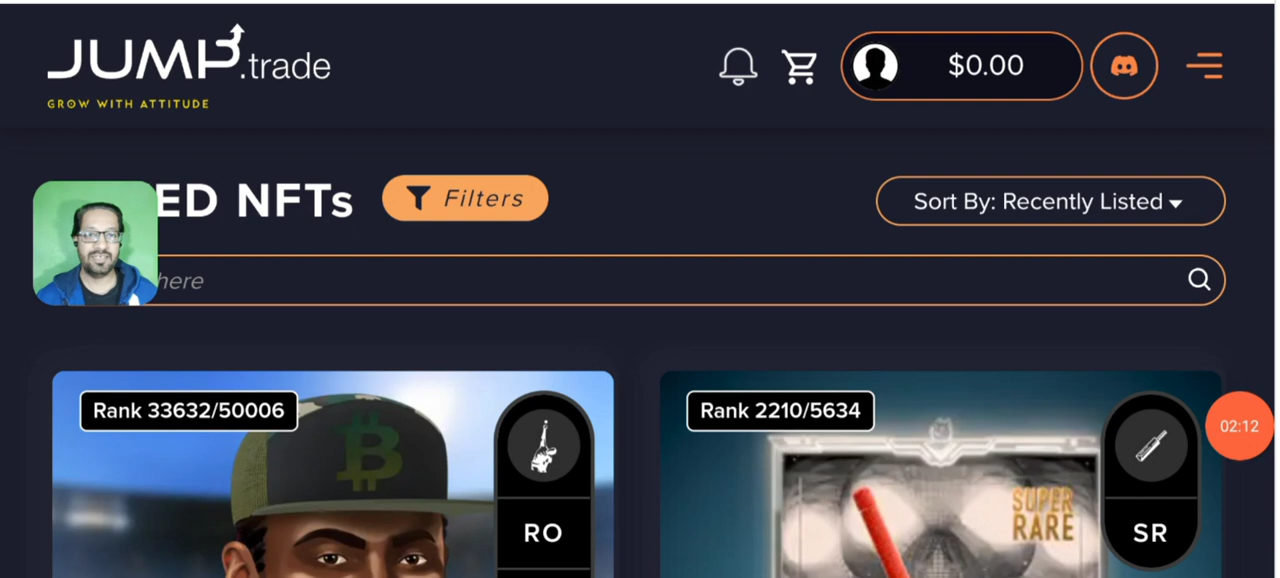 JUMP.trade
GROW WITH ATTITUDE
$0.00
ED NFTs
Filters
Sort By: Recently Listed
here
Rank 33632/50006
RO
Rank 2210/5634
SUPER
RARE
SR
02:12